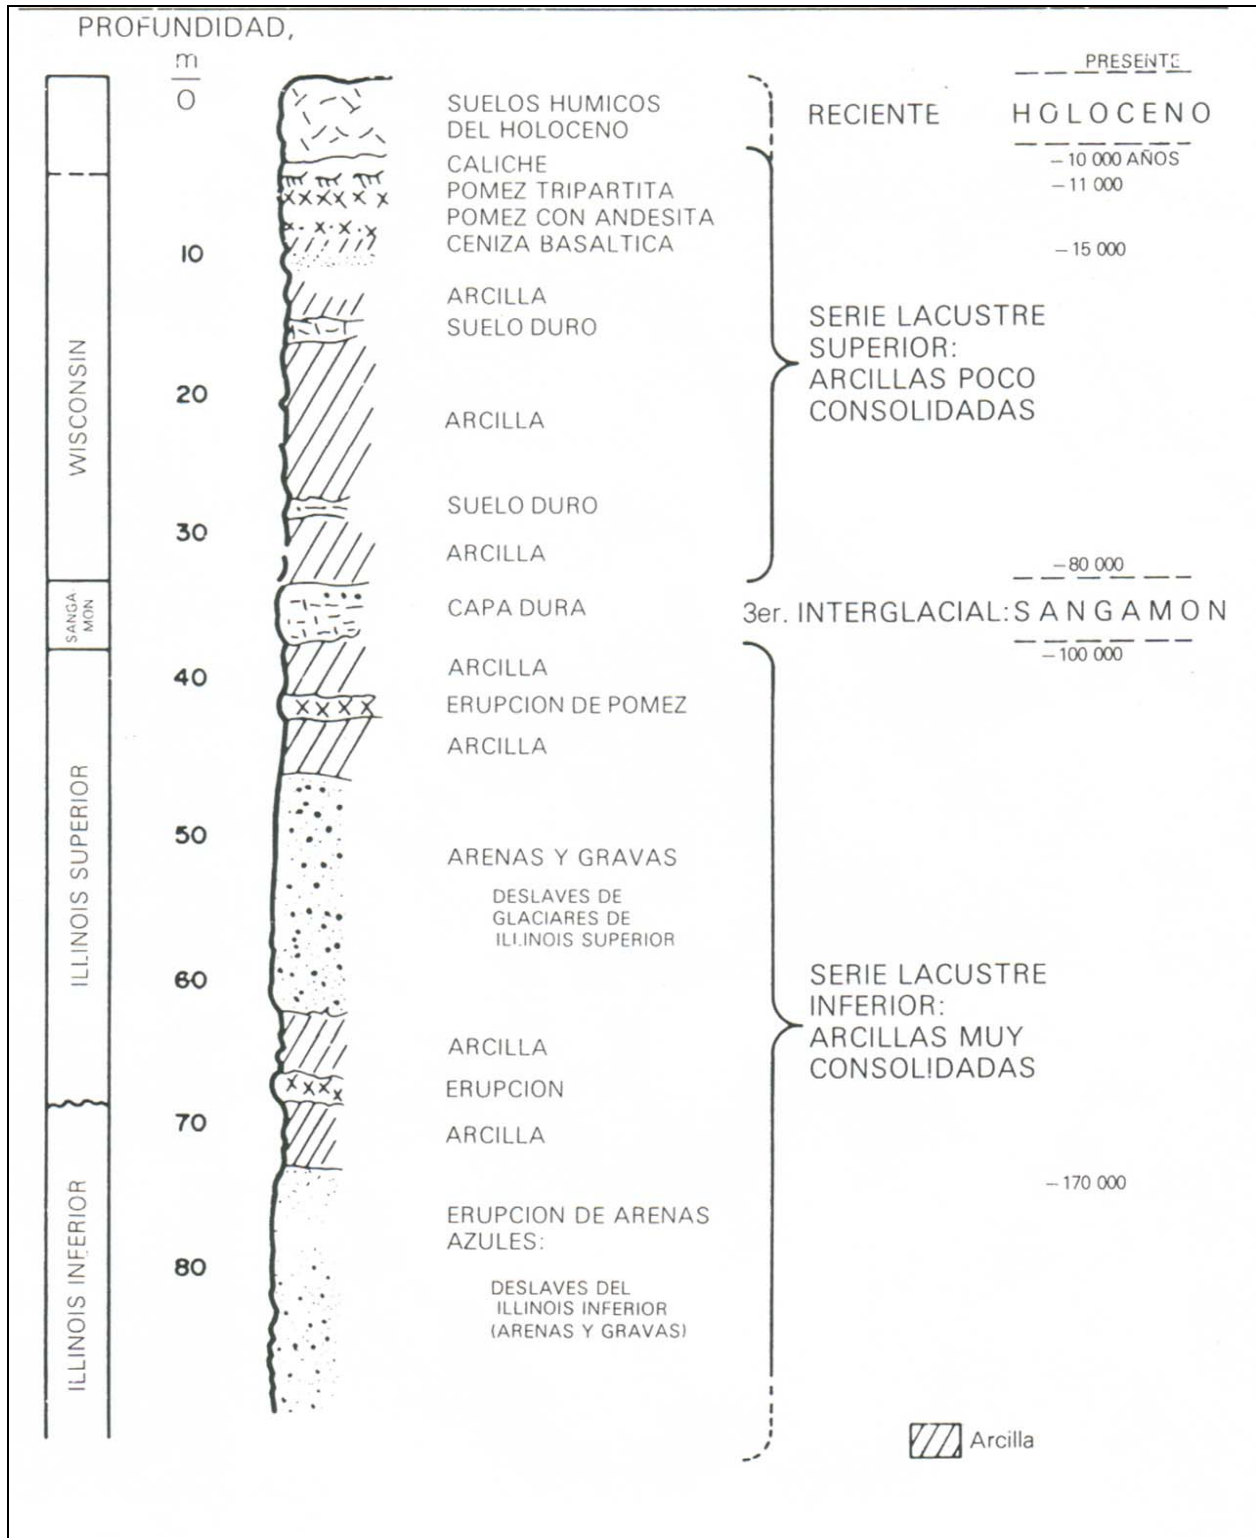 PROFUNDIDAD,
m
0
10
20
30
40
50
60
70
80
WISCONSIN
SANGA-
MON
ILLINOIS SUPERIOR
ILLINOIS INFERIOR
SUELOS HUMICOS
DEL HOLOCENO
CALICHE
POMEZ TRIPARTITA
POMEZ CON ANDESITA
CENIZA BASALTICA
ARCILLA
SUELO DURO
ARCILLA
SUELO DURO
ARCILLA
CAPA DURA
ARCILLA
ERUPCION DE POMEZ
ARCILLA
ARENAS Y GRAVAS
DESLAVES DE
GLACIARES DE
ILLINOIS SUPERIOR
ARCILLA
ERUPCION
ARCILLA
ERUPCION DE ARENAS
AZULES:
DESLAVES DEL
ILLINOIS INFERIOR
(ARENAS Y GRAVAS)
RECIENTE
SERIE LACUSTRE
SUPERIOR:
ARCILLAS POCO
CONSOLIDADAS
3er. INTERGLACIAL: SANGAMON
SERIE LACUSTRE
INFERIOR:
ARCILLAS MUY
CONSOLIDADAS
PRESENTE
HOLOCENO
–10 000 AÑOS
–11 000
–15 000
–80 000
–100 000
–170 000
Arcilla